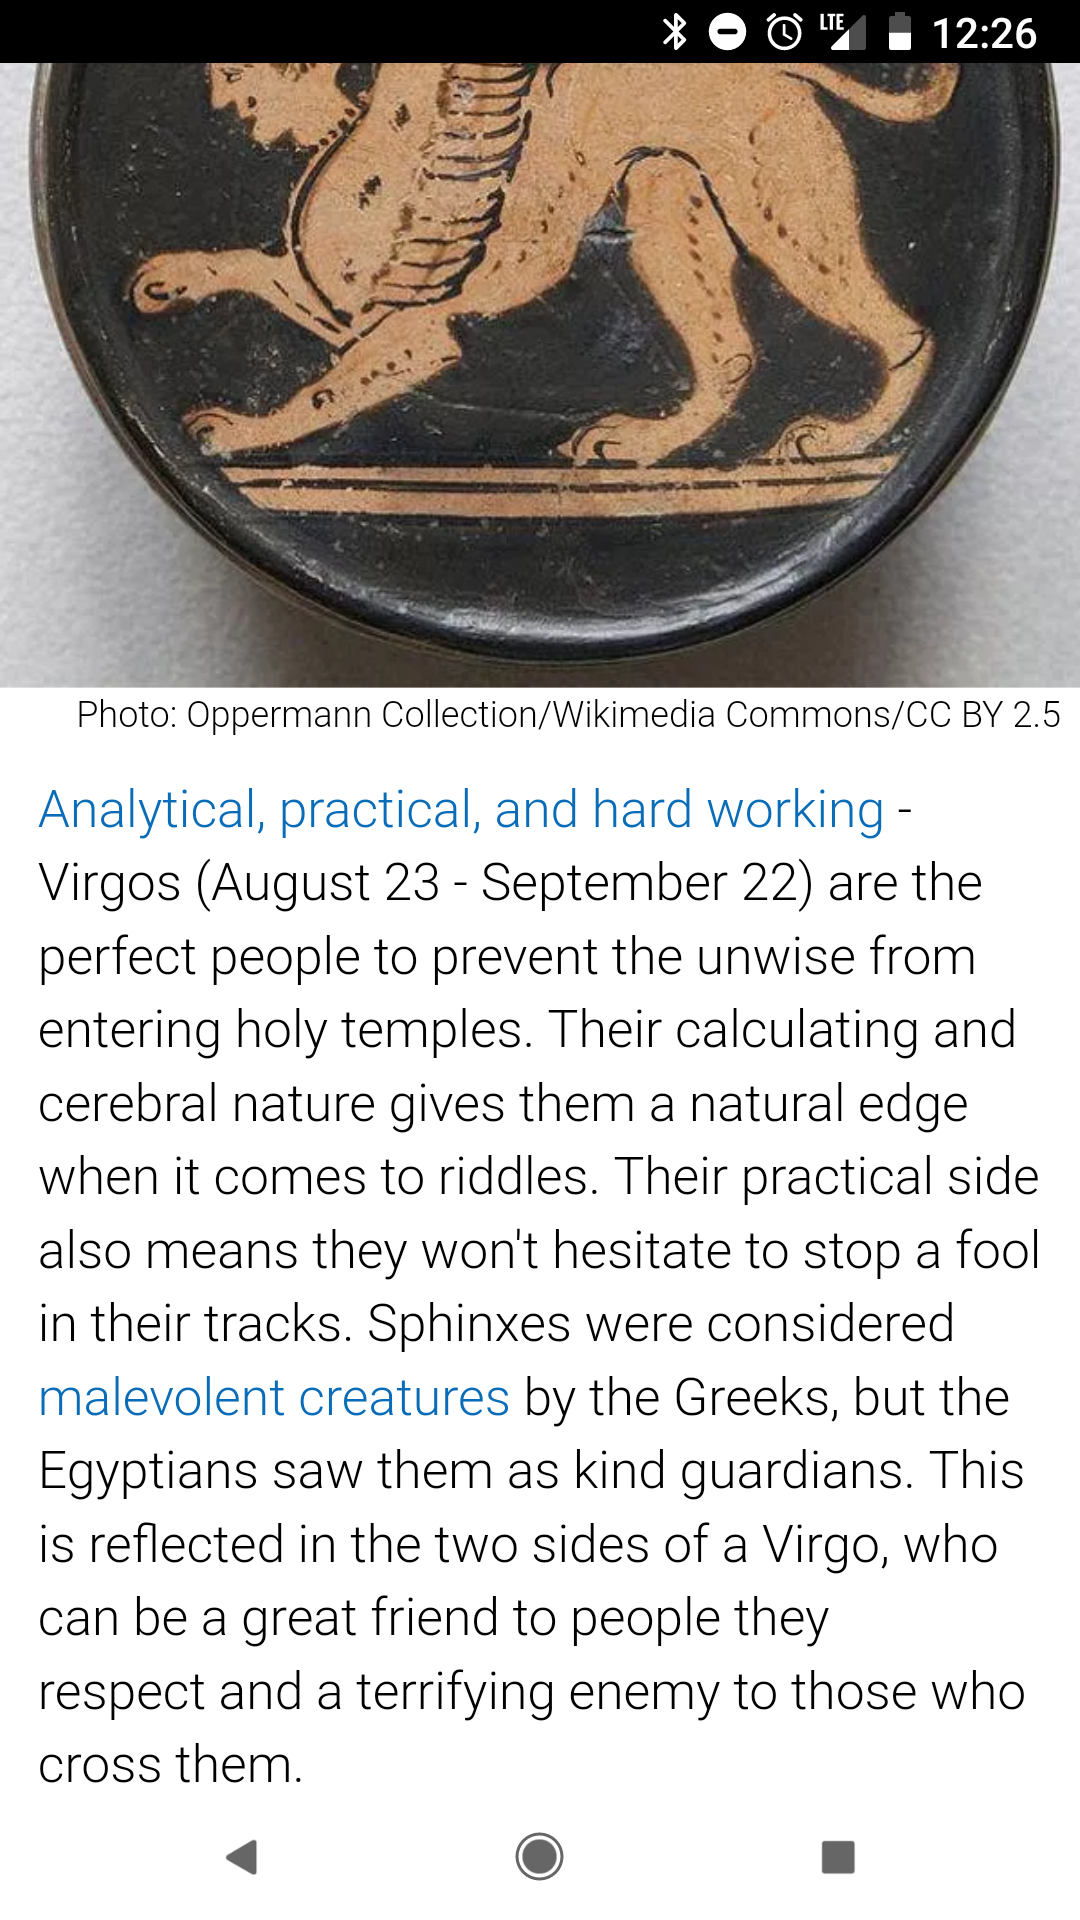 LTE 12:26
Photo: Oppermann Collection/Wikimedia Commons/CC BY 2.5
Analytical, practical, and hard working -
Virgos (August 23 - September 22) are the
perfect people to prevent the unwise from
entering holy temples. Their calculating and
cerebral nature gives them a natural edge
when it comes to riddles. Their practical side
also means they won't hesitate to stop a fool
in their tracks. Sphinxes were considered
malevolent creatures by the Greeks, but the
Egyptians saw them as kind guardians. This
is reflected in the two sides of a Virgo, who
can be a great friend to people they
respect and a terrifying enemy to those who
cross them.